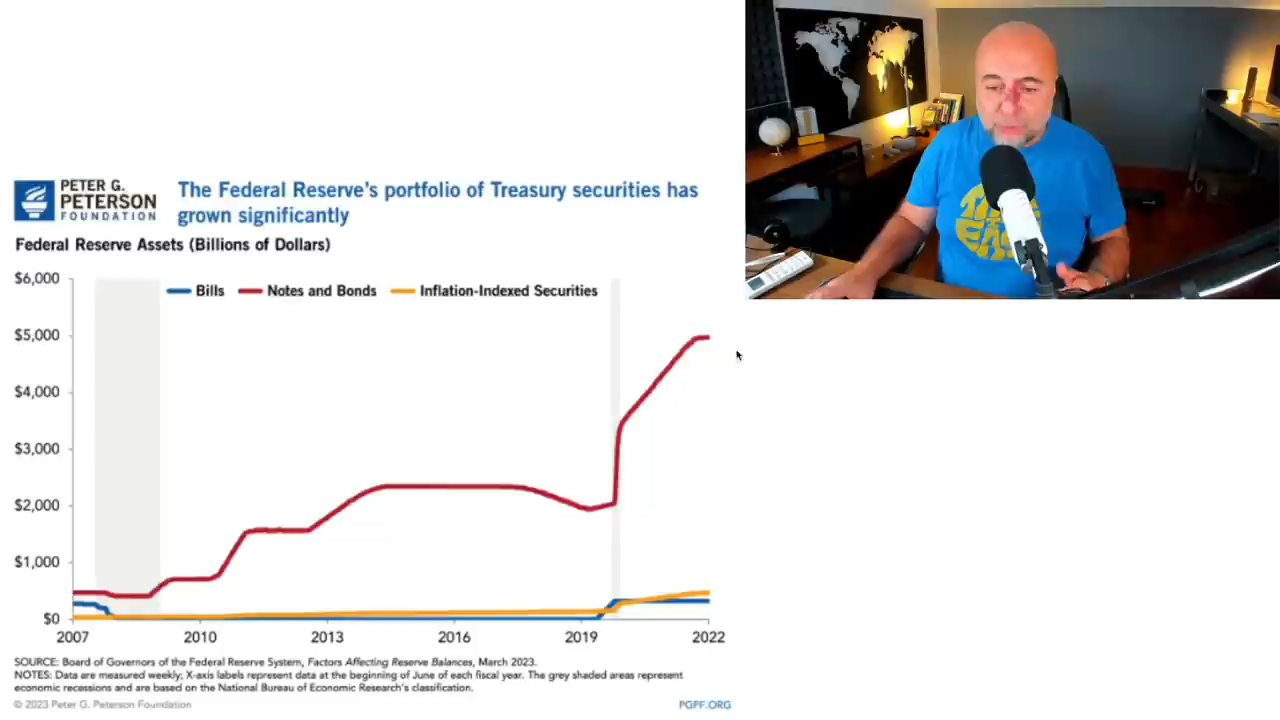 PETER G.
PETERSON
FOUNDATION
The Federal Reserve's portfolio of Treasury securities has
grown significantly
Federal Reserve Assets (Billions of Dollars)
$6,000
Bills
Notes and Bonds
Inflation-Indexed Securities
$5,000
$4,000
$3,000
$2,000
$1,000
$0
2007
2010
2013
2016
2019
2022
SOURCE: Board of Governors of the Federal Reserve System, Factors Affecting Reserve Balances, March 2023.
NOTES: Data are measured weekly; X-axis labels represent data at the beginning of June of each fiscal year. The grey shaded areas represent
economic recessions and are based on the National Bureau of Economic Research's classification.
© 2023 Peter G. Peterson Foundation
PGPF.ORG